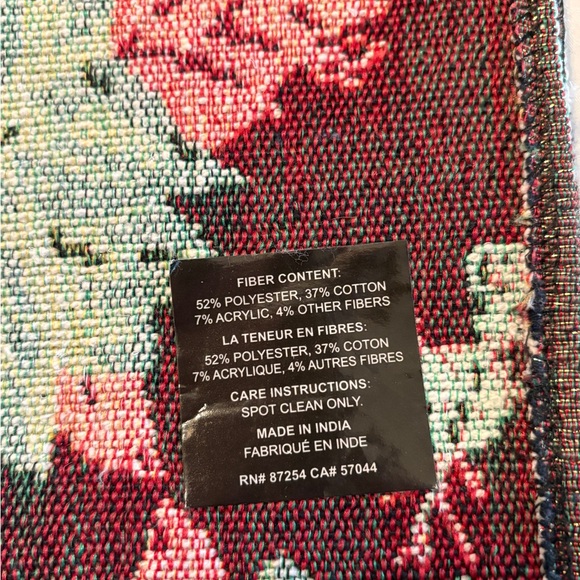 FIBER CONTENT:
52% POLYESTER, 37% COTTON
7% ACRYLIC, 4% OTHER FIBERS
LA TENEUR EN FIBRES:
52% POLYESTER, 37% COTON
7% ACRYLIQUE, 4% AUTRES FIBRES
CARE INSTRUCTIONS:
SPOT CLEAN ONLY.
MADE IN INDIA
FABRIQUÉ EN INDE
RN# 87254 CA# 57044